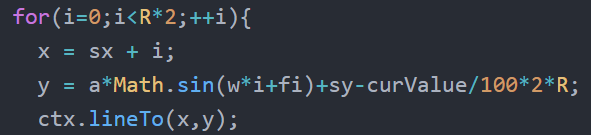 for(i=0;i<R*2;++i){
x = sx + i;
y = a*Math.sin(w*i+fi)+sy-curValue/100*2*R;
ctx.lineTo(x,y);